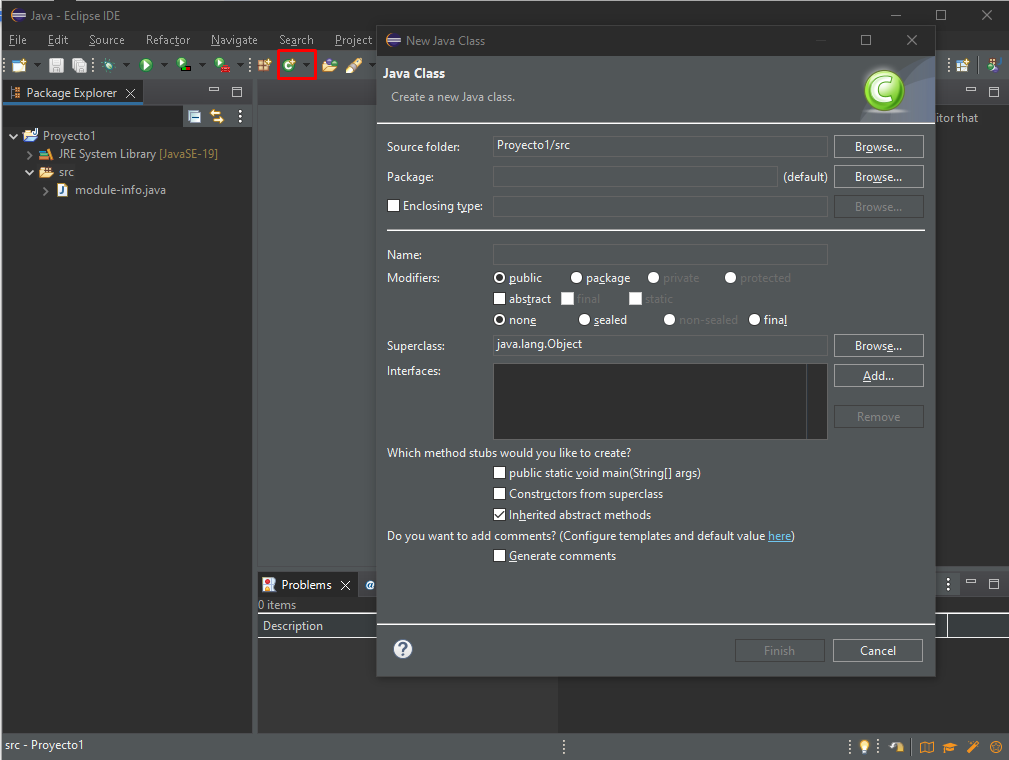 Java - Eclipse IDE
File Edit Source Refactor Navigate Search Project
New Java Class
Package Explorer
Java Class
Create a new Java class.
itor that
Proyecto1
JRE System Library [JavaSE-19]
src
module-info.java
Source folder: Proyecto1/src Browse...
Package: (default) Browse...
Enclosing type: Browse...
Name:
Modifiers: public package private protected
abstract final static
none sealed non-sealed final
Superclass: java.lang.Object Browse...
Interfaces: Add...
Remove
Which method stubs would you like to create?
public static void main(String[] args)
Constructors from superclass
Inherited abstract methods
Do you want to add comments? (Configure templates and default value here)
Generate comments
Problems @
0 items
Description
? Finish Cancel
src - Proyecto1